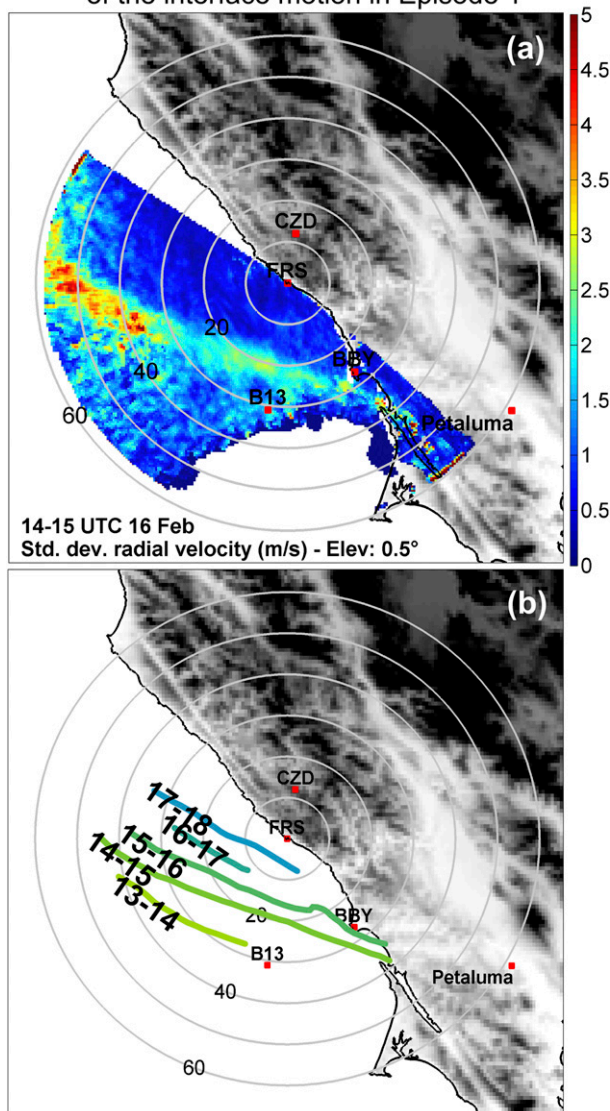 of the interface motion in Episode 1
(a)
5
4.5
4
3.5
3
2.5
2
1.5
1
0.5
0
CZD
FRS
20
BBY
40
B13
60
Petaluma
14-15 UTC 16 Feb
Std. dev. radial velocity (m/s) - Elev: 0.5°
(b)
CZD
17-18
FRS
16-17
15-16
14-15
13-14
20
BBY
B13
Petaluma
40
60